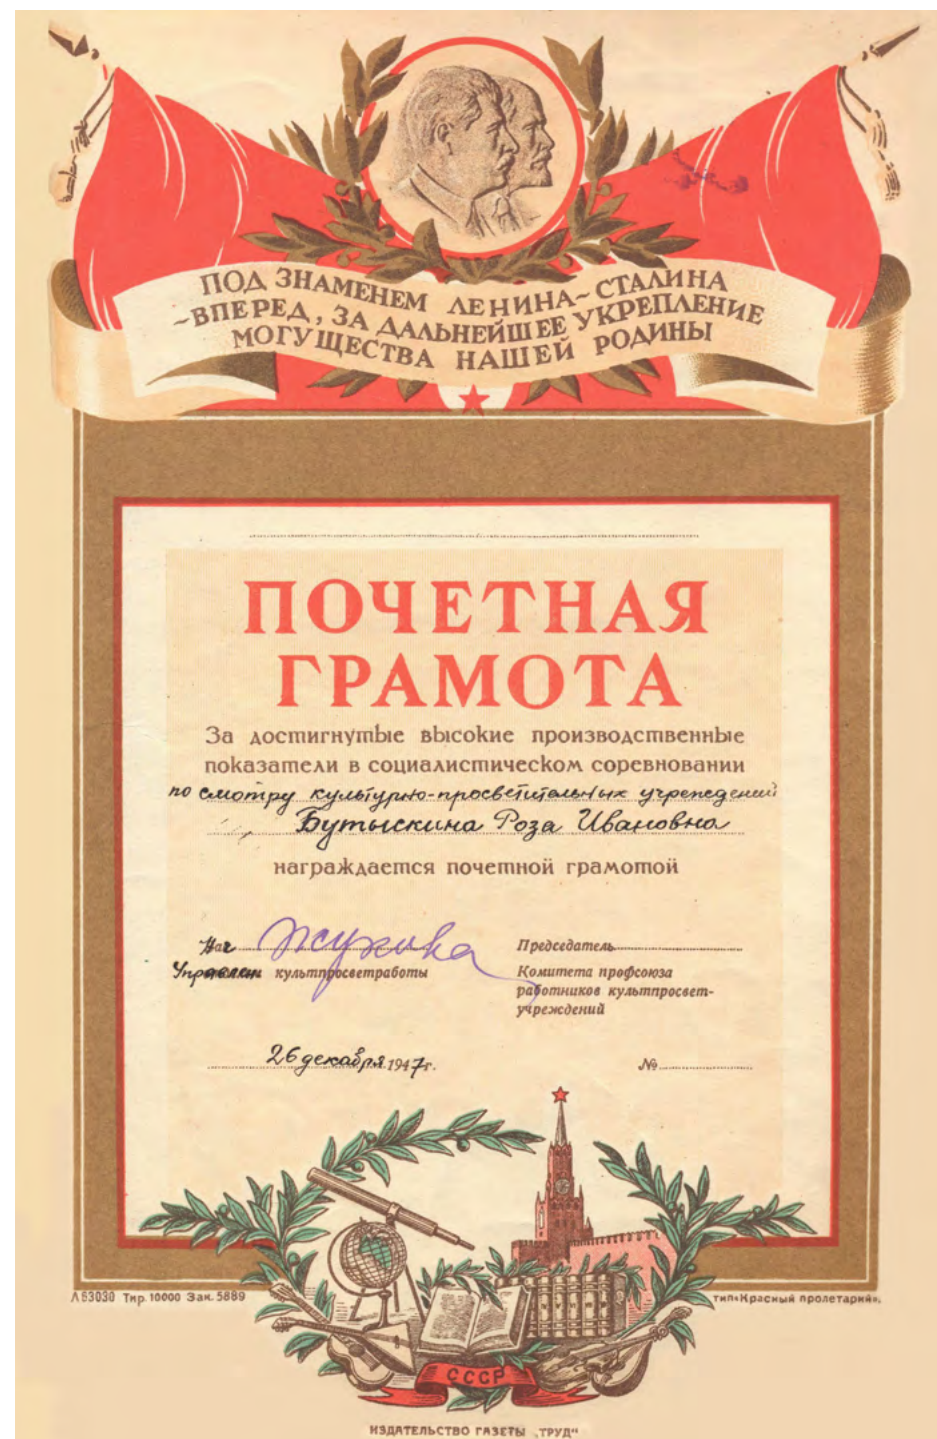 ПОД ЗНАМЕНЕМ ЛЕНИНА~СТАЛИНА
~ВПЕРЕД, ЗА ДАЛЬНЕЙШЕЕ УКРЕПЛЕНИЕ
МОГУЩЕСТВА НАШЕЙ РОДИНЫ
ПОЧЕТНАЯ
ГРАМОТА
За достигнутые высокие производственные
показатели в социалистическом соревновании
по смотру культурно-просветительных учреждений
Бутыскина Роза Ивановна
награждается почетной грамотой
Нач
Управлен культпросветработы
Председатель
Комитета профсоюза
работников культпросвет-
учреждений
26 декабря 1947г.
№
Л63030 Тир. 10000 Зак. 5889
тип. «Красный пролетарий».
СССР
ИЗДАТЕЛЬСТВО ГАЗЕТЫ „ТРУД“